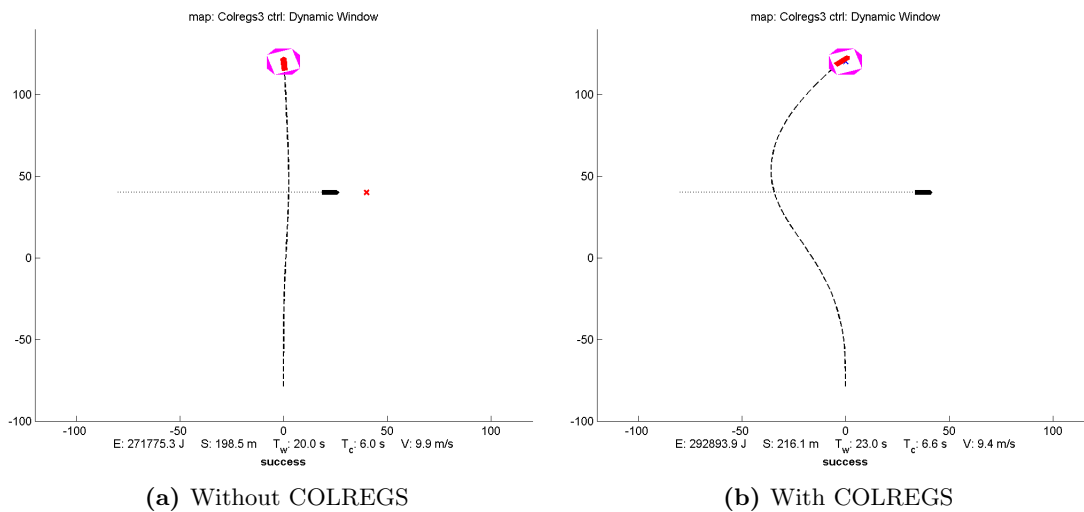 map: Colregs3 ctrl: Dynamic Window
100
50
0
-50
-100
-100 -50 0 50 100
E: 271775.3 J S: 198.5 m T_w: 20.0 s T_c: 6.0 s V: 9.9 m/s
success
(a) Without COLREGS
map: Colregs3 ctrl: Dynamic Window
100
50
0
-50
-100
-100 -50 0 50 100
E: 292893.9 J S: 216.1 m T_w: 23.0 s T_c: 6.6 s V: 9.4 m/s
success
(b) With COLREGS